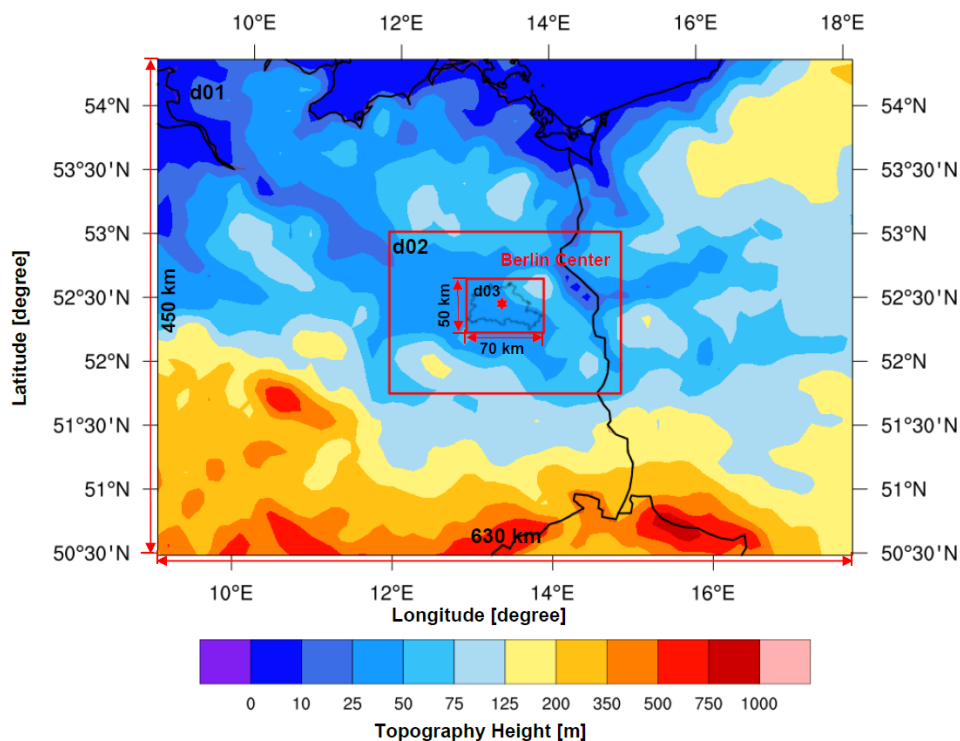 10°E 12°E 14°E 16°E 18°E
d01
54°N 54°N
53°30'N 53°30'N
53°N 53°N
d02
Berlin Center
52°30'N 52°30'N
d03
50 km
450 km
70 km
52°N 52°N
51°30'N 51°30'N
51°N 51°N
630 km
50°30'N 50°30'N
10°E 12°E 14°E 16°E
Latitude [degree]
Longitude [degree]
0 10 25 50 75 125 200 350 500 750 1000
Topography Height [m]